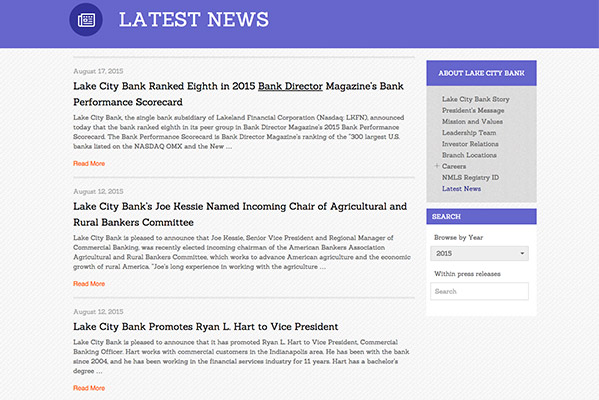 LATEST NEWS
August 17, 2015
Lake City Bank Ranked Eighth in 2015 Bank Director Magazine's Bank
Performance Scorecard
Lake City Bank, the single bank subsidiary of Lakeland Financial Corporation (Nasdaq: LKFN), announced
today that the bank ranked eighth in its peer group in Bank Director Magazine's 2015 Bank Performance
Scorecard. The Bank Performance Scorecard is Bank Director Magazine's ranking of the "300 largest U.S.
banks listed on the NASDAQ OMX and the New ...
Read More
August 12, 2015
Lake City Bank's Joe Kessie Named Incoming Chair of Agricultural and
Rural Bankers Committee
Lake City Bank is pleased to announce that Joe Kessie, Senior Vice President and Regional Manager of
Commercial Banking, was recently elected incoming chairman of the American Bankers Association
Agricultural and Rural Bankers Committee, which works to advance American agriculture and the economic
growth of rural America. "Joe's long experience in working with the agriculture ...
Read More
August 12, 2015
Lake City Bank Promotes Ryan L. Hart to Vice President
Lake City Bank is pleased to announce that it has promoted Ryan L. Hart to Vice President, Commercial
Banking Officer. Hart works with commercial customers in the Indianapolis area. He has been with the bank
since 2004, and he has been working in the financial services industry for 11 years. Hart has a bachelor's
degree ...
Read More
ABOUT LAKE CITY BANK
Lake City Bank Story
President's Message
Mission and Values
Leadership Team
Investor Relations
Branch Locations
+ Careers
NMLS Registry ID
Latest News
SEARCH
Browse by Year
2015
Within press releases
Search